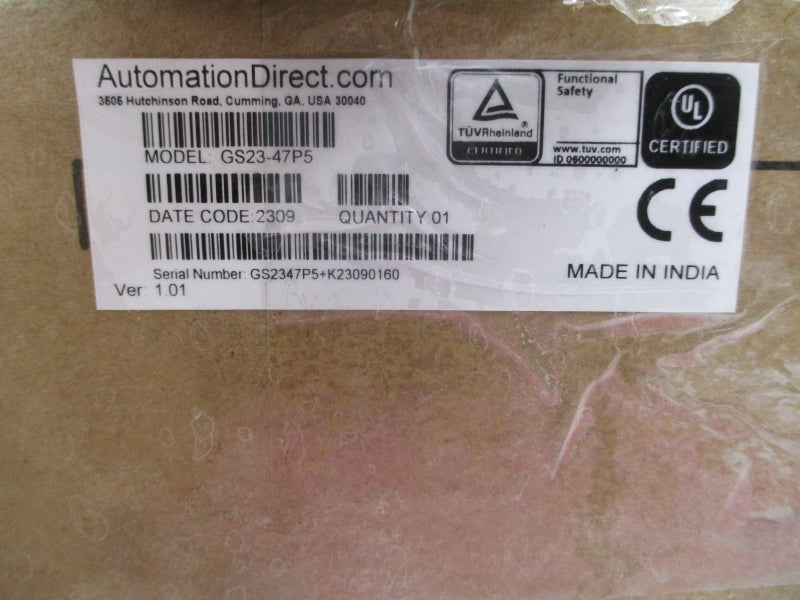 AutomationDirect.com
3505 Hutchinson Road, Cumming, GA, USA 30040
MODEL: GS23-47P5
DATE CODE:2309 QUANTITY 01
Serial Number: GS2347P5+K23090160
Ver: 1.01
TÜVRheinland
CERTIFIED
Functional
Safety
www.tuv.com
ID 0600000000
UL
CERTIFIED
CE
MADE IN INDIA